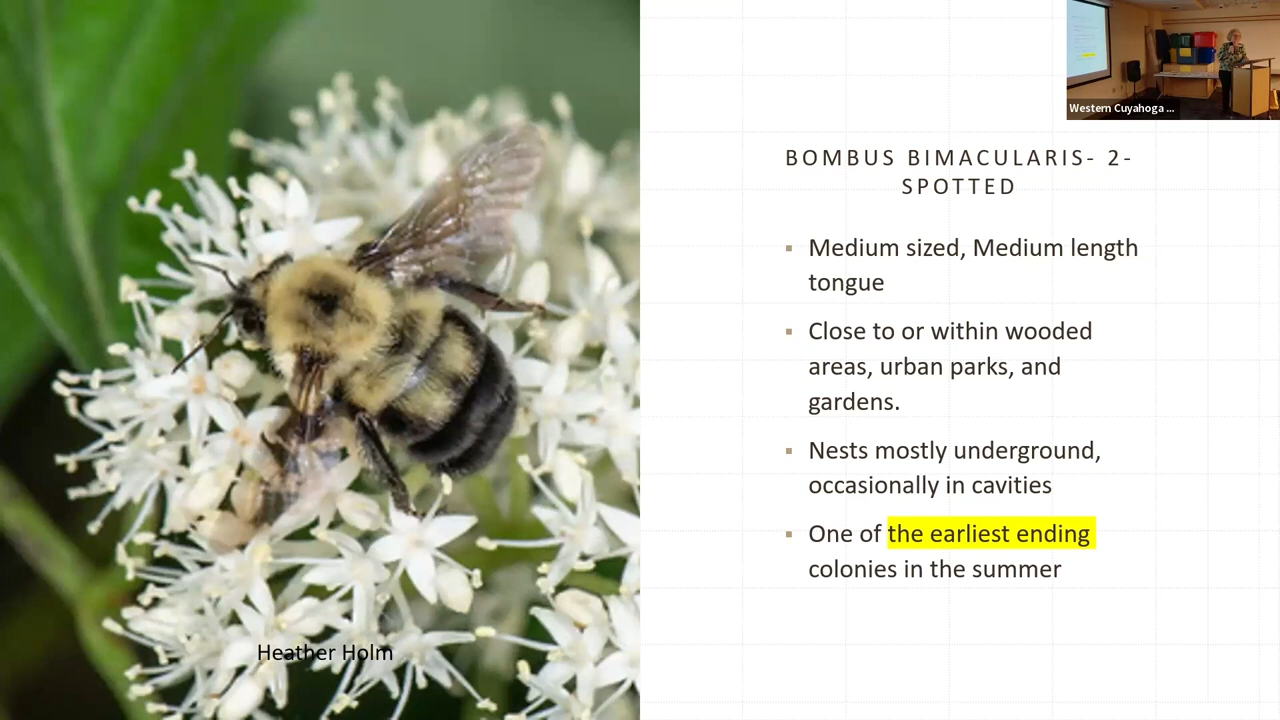 Western Cuyahoga ...
BOMBUS BIMACULARIS- 2-
SPOTTED
▪ Medium sized, Medium length
tongue
▪ Close to or within wooded
areas, urban parks, and
gardens.
▪ Nests mostly underground,
occasionally in cavities
▪ One of the earliest ending
colonies in the summer
Heather Holm